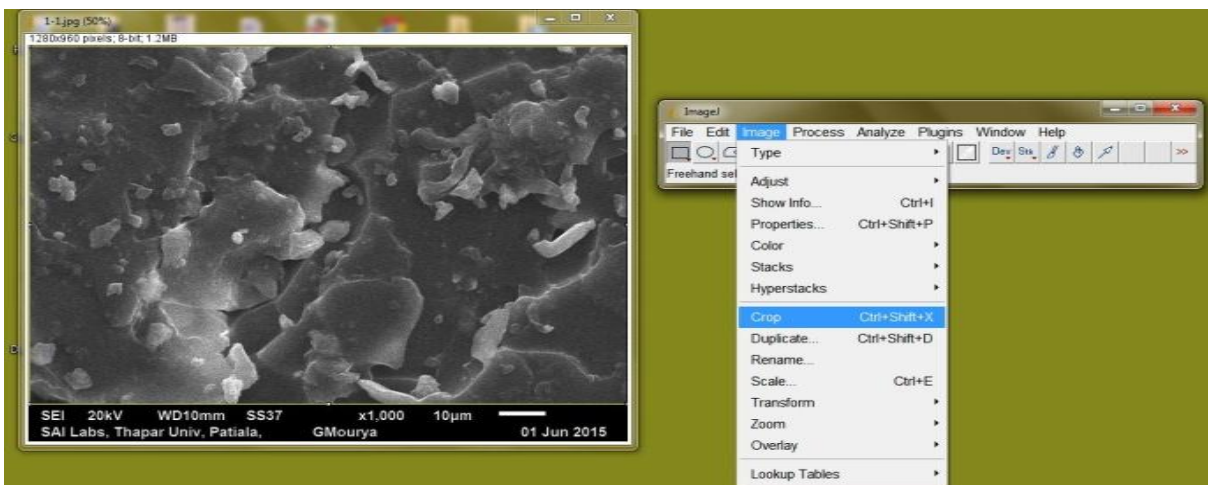 1-1.jpg (50%)
1280x960 pixels; 8-bit; 1.2MB
SEI 20kV WD10mm SS37 x1,000 10µm
SAI Labs, Thapar Univ, Patiala, GMourya 01 Jun 2015
ImageJ
File Edit Image Process Analyze Plugins Window Help
Dev Stk >>
Freehand sel
Type
Adjust
Show Info... Ctrl+I
Properties... Ctrl+Shift+P
Color
Stacks
Hyperstacks
Crop Ctrl+Shift+X
Duplicate... Ctrl+Shift+D
Rename...
Scale... Ctrl+E
Transform
Zoom
Overlay
Lookup Tables